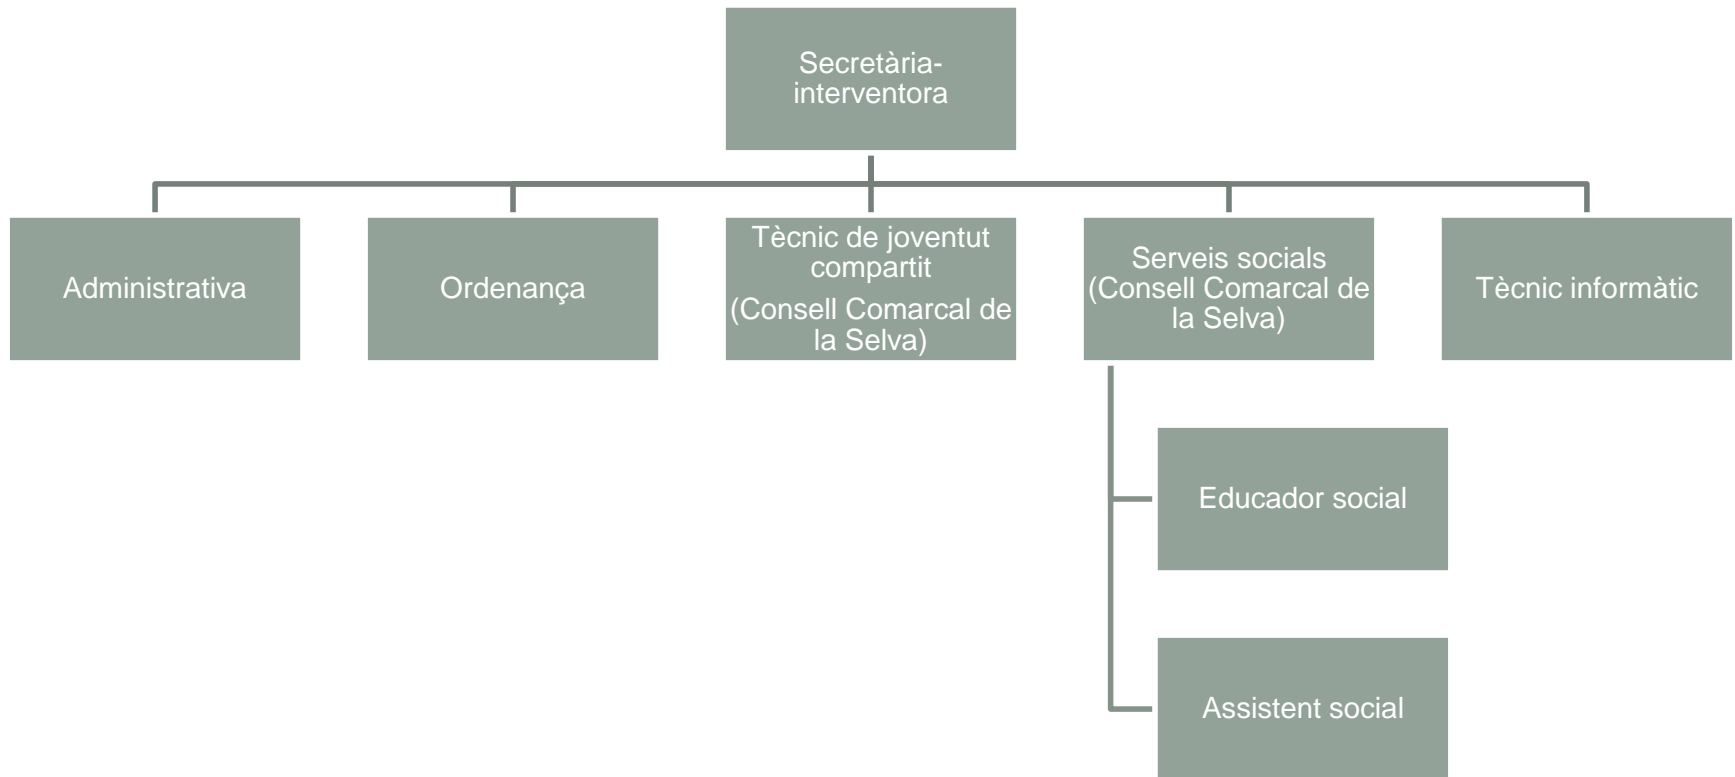 Secretària-
interventora
Administrativa
Ordenança
Tècnic de joventut
compartit
(Consell Comarcal de
la Selva)
Serveis socials
(Consell Comarcal de
la Selva)
Tècnic informàtic
Educador social
Assistent social